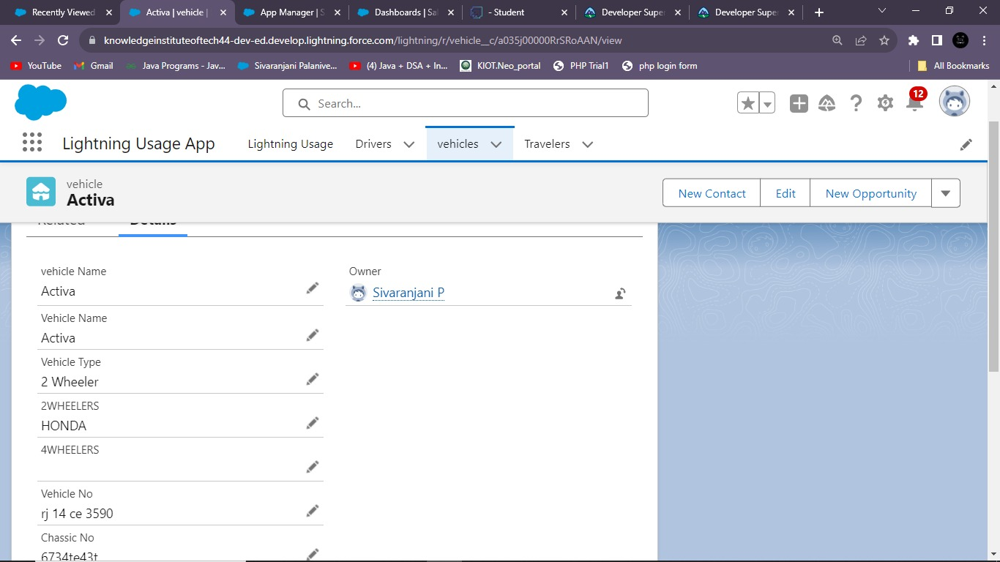 Recently Viewed
Activa | vehicle |
App Manager | S
Dashboards | Sal
- Student
Developer Super
Developer Super
knowledgeinstituteoftech44-dev-ed.develop.lightning.force.com/lightning/r/vehicle__c/a035j00000RrSRoAAN/view
YouTube
Gmail
Java Programs - Jav...
Sivaranjani Palanive...
(4) Java + DSA + In...
KIOT.Neo_portal
PHP Trial1
php login form
All Bookmarks
Search...
12
Lightning Usage App
Lightning Usage
Drivers
vehicles
Travelers
vehicle
Activa
New Contact
Edit
New Opportunity
Related
Details
vehicle Name
Activa
Owner
Sivaranjani P
Vehicle Name
Activa
Vehicle Type
2 Wheeler
2WHEELERS
HONDA
4WHEELERS
Vehicle No
rj 14 ce 3590
Chassic No
6734te43t